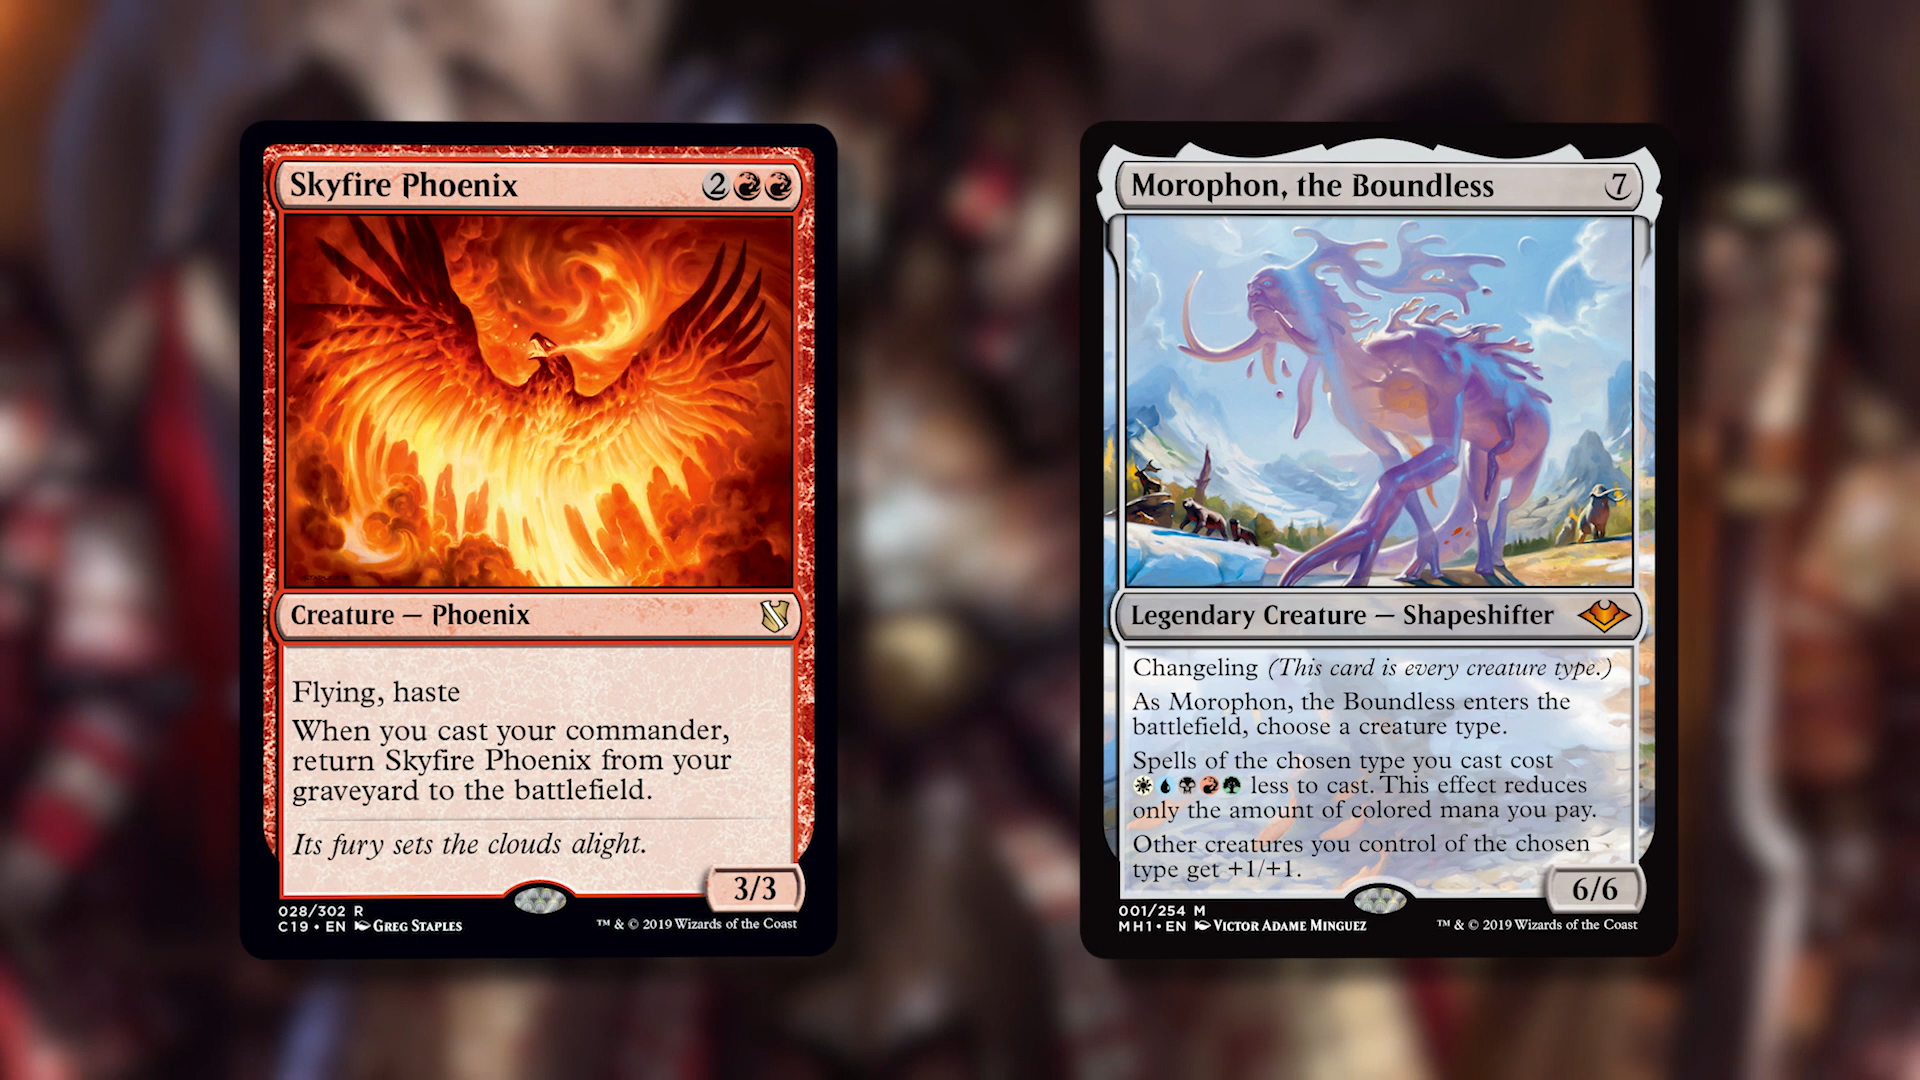 Skyfire Phoenix 2
Creature — Phoenix
Flying, haste
When you cast your commander,
return Skyfire Phoenix from your
graveyard to the battlefield.
Its fury sets the clouds alight.
3/3
028/302 R
C19 • EN GREG STAPLES
™ & © 2019 Wizards of the Coast
Morophon, the Boundless 7
Legendary Creature — Shapeshifter
Changeling (This card is every creature type.)
As Morophon, the Boundless enters the
battlefield, choose a creature type.
Spells of the chosen type you cast cost
less to cast. This effect reduces
only the amount of colored mana you pay.
Other creatures you control of the chosen
type get +1/+1.
6/6
001/254 M
MH1 • EN VICTOR ADAME MINGUEZ
™ & © 2019 Wizards of the Coast